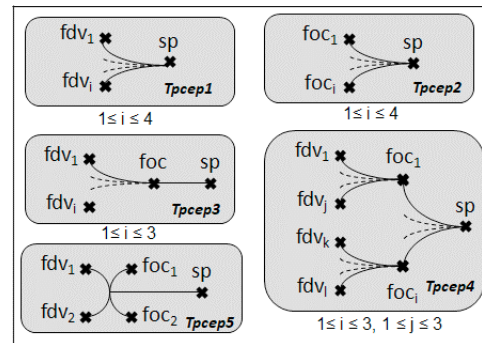 fdv1
sp
fdvi
Tpcep1
1≤ i ≤ 4
foc1
sp
foci
Tpcep2
1≤ i ≤ 4
fdv1
foc
sp
fdvi
Tpcep3
1≤ i ≤ 3
fdv1
foc1
fdvj
sp
fdvk
fdvl
foci
Tpcep4
1≤ i ≤ 3, 1 ≤ j ≤ 3
fdv1
foc1
sp
fdv2
foc2
Tpcep5